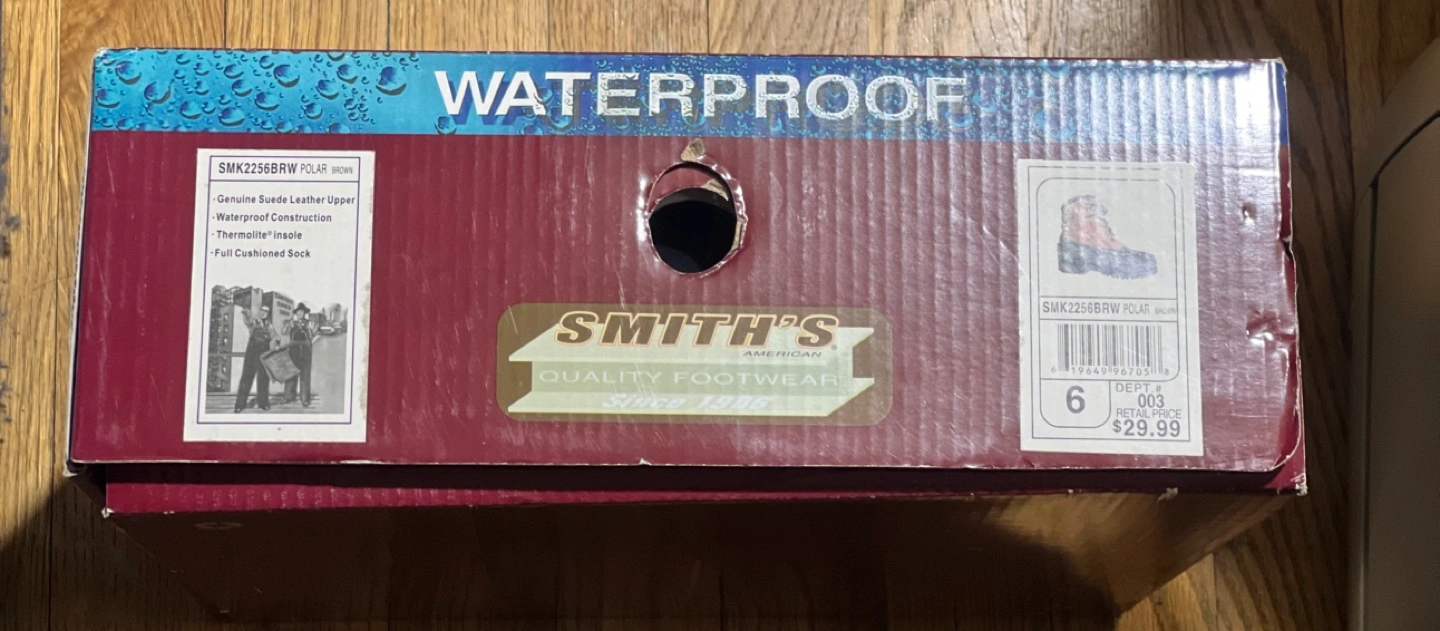 WATERPROOF
SMK2256BRW POLAR BROWN
·Genuine Suede Leather Upper
·Waterproof Construction
·Thermolite® insole
·Full Cushioned Sock
SMITH'S
AMERICAN
QUALITY FOOTWEAR
Since 1906
SMK2256BRW POLAR BROWN
6 19649 96705 8
6
DEPT.#
003
RETAIL PRICE
$29.99